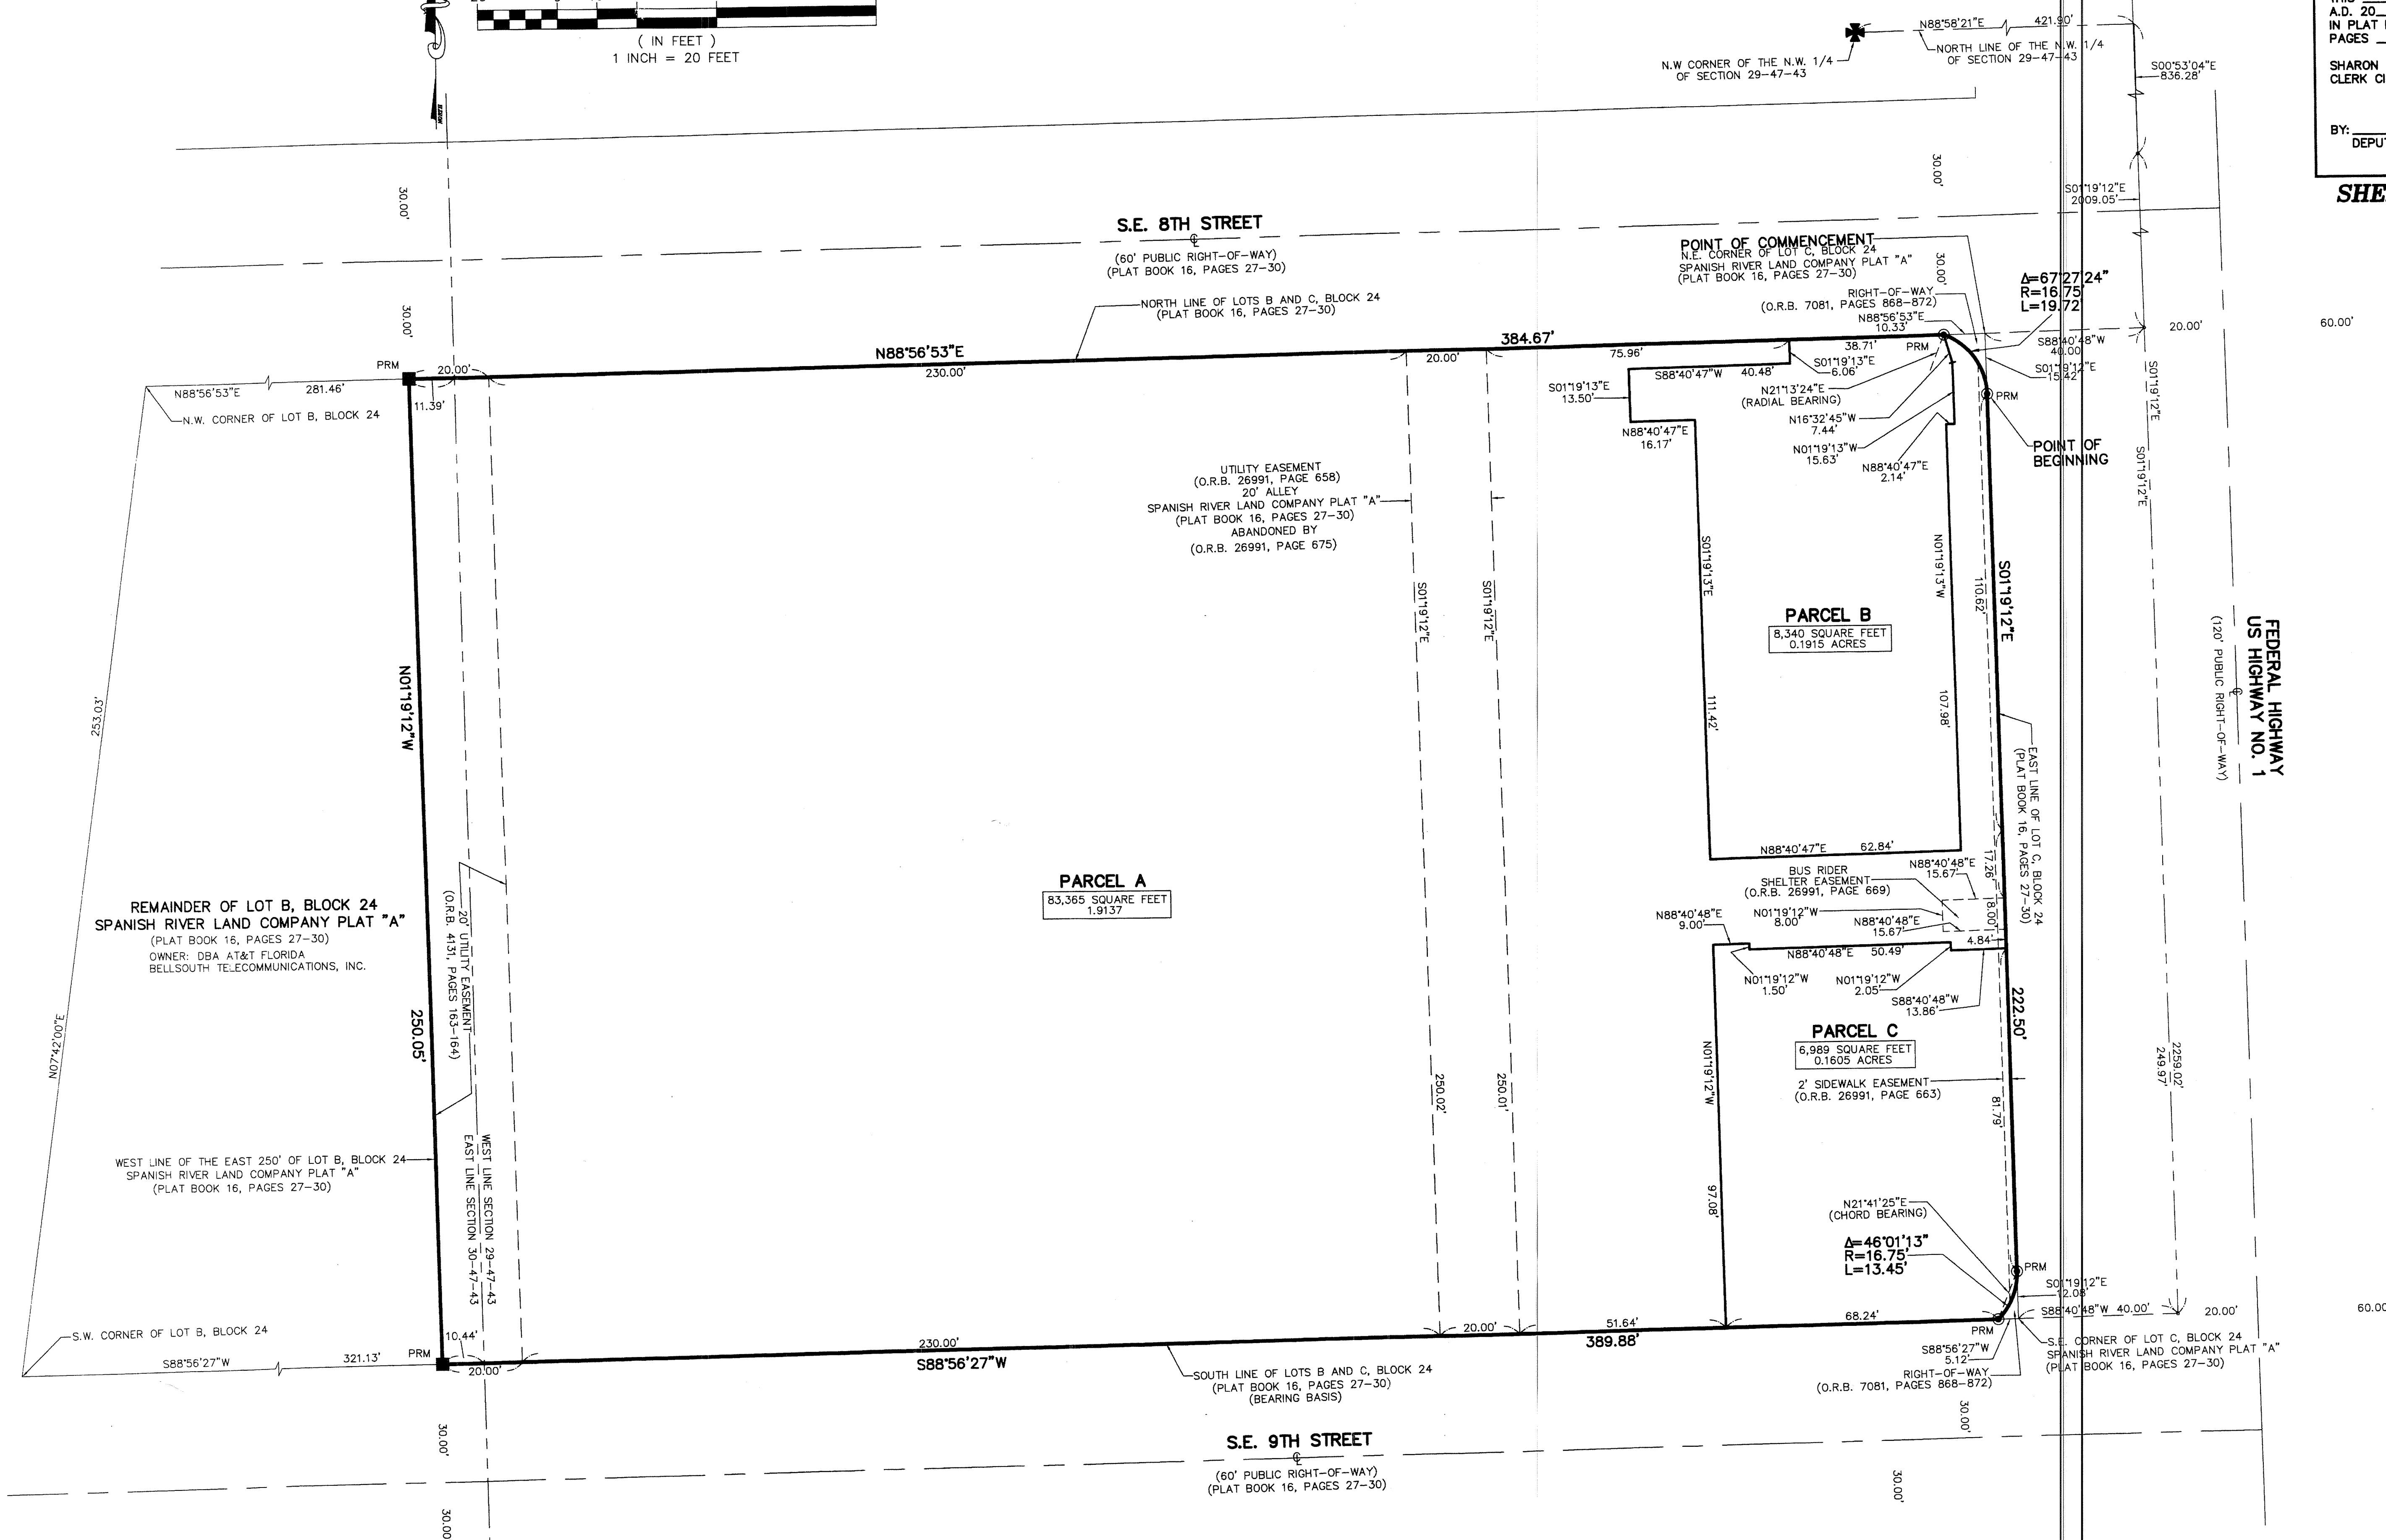 ( IN FEET )
1 INCH = 20 FEET
N88°58'21"E 421.90'
NORTH LINE OF THE N.W. 1/4
OF SECTION 29-47-43
N.W CORNER OF THE N.W. 1/4
OF SECTION 29-47-43
S00°53'04"E
836.28'
A.D. 20
IN PLAT
PAGES
SHARON
CLERK
BY:
SHE
30.00'
30.00'
S01°19'12"E
2009.05'
S.E. 8TH STREET
(60' PUBLIC RIGHT-OF-WAY)
(PLAT BOOK 16, PAGES 27-30)
POINT OF COMMENCEMENT
N.E. CORNER OF LOT C, BLOCK 24
SPANISH RIVER LAND COMPANY PLAT "A"
(PLAT BOOK 16, PAGES 27-30)
30.00'
30.00'
Δ=67°27'24"
R=16.75'
L=19.72'
RIGHT-OF-WAY
(O.R.B. 7081, PAGES 868-872)
N88°56'53"E
10.33'
NORTH LINE OF LOTS B AND C, BLOCK 24
(PLAT BOOK 16, PAGES 27-30)
20.00'
60.00'
S88°40'48"W
40.00'
S01°19'12"E
15.42'
S01°19'12"E
S01°19'12"E
PRM
20.00'
N88°56'53"E
230.00'
20.00'
384.67'
75.96'
38.71'
PRM
N88°56'53"E 281.46'
11.39'
N.W. CORNER OF LOT B, BLOCK 24
S01°19'13"E
6.06'
S88°40'47"W 40.48'
S01°19'13"E
13.50'
N88°40'47"E
16.17'
N21°13'24"E
(RADIAL BEARING)
N16°32'45"W
7.44'
N01°19'13"W
15.63'
N88°40'47"E
2.14'
PRM
POINT OF
BEGINNING
UTILITY EASEMENT
(O.R.B. 26991, PAGE 658)
20' ALLEY
SPANISH RIVER LAND COMPANY PLAT "A"
(PLAT BOOK 16, PAGES 27-30)
ABANDONED BY
(O.R.B. 26991, PAGE 675)
S01°19'12"E
S01°19'12"E
S01°19'13"E
111.42'
N01°19'13"W
107.98'
110.62'
S01°19'12"E
PARCEL B
8,340 SQUARE FEET
0.1915 ACRES
FEDERAL HIGHWAY
US HIGHWAY NO. 1
(120' PUBLIC RIGHT-OF-WAY)
EAST LINE OF LOT C, BLOCK 24
(PLAT BOOK 16, PAGES 27-30)
253.03'
N07°42'00"E
N01°19'12"W
250.05'
N88°40'47"E 62.84'
BUS RIDER
SHELTER EASEMENT
(O.R.B. 26991, PAGE 669)
N88°40'48"E
15.67'
17.26'
8.00'
N01°19'12"W
8.00'
N88°40'48"E
15.67'
4.84'
N88°40'48"E
9.00'
N88°40'48"E 50.49'
N01°19'12"W
1.50'
N01°19'12"W
2.05'
S88°40'48"W
13.86'
PARCEL A
83,365 SQUARE FEET
1.9137
REMAINDER OF LOT B, BLOCK 24
SPANISH RIVER LAND COMPANY PLAT "A"
(PLAT BOOK 16, PAGES 27-30)
OWNER: DBA AT&T FLORIDA
BELLSOUTH TELECOMMUNICATIONS, INC.
20' UTILITY EASEMENT
(O.R.B. 4131, PAGES 163-164)
PARCEL C
6,989 SQUARE FEET
0.1605 ACRES
222.50'
2259.02'
249.97'
2' SIDEWALK EASEMENT
(O.R.B. 26991, PAGE 663)
N01°19'12"W
97.08'
250.02'
250.01'
81.79'
WEST LINE OF THE EAST 250' OF LOT B, BLOCK 24
SPANISH RIVER LAND COMPANY PLAT "A"
(PLAT BOOK 16, PAGES 27-30)
WEST LINE SECTION 29-47-43
EAST LINE SECTION 30-47-43
N21°41'25"E
(CHORD BEARING)
Δ=46°01'13"
R=16.75'
L=13.45'
PRM
S01°19'12"E
12.08'
S88°40'48"W 40.00'
20.00'
60.00'
S.W. CORNER OF LOT B, BLOCK 24
S88°56'27"W 321.13'
PRM
10.44'
20.00'
230.00'
S88°56'27"W
20.00'
51.64'
389.88'
68.24'
PRM
S88°56'27"W
5.12'
S.E. CORNER OF LOT C, BLOCK 24
SPANISH RIVER LAND COMPANY PLAT "A"
(PLAT BOOK 16, PAGES 27-30)
RIGHT-OF-WAY
(O.R.B. 7081, PAGES 868-872)
SOUTH LINE OF LOTS B AND C, BLOCK 24
(PLAT BOOK 16, PAGES 27-30)
(BEARING BASIS)
30.00'
30.00'
S.E. 9TH STREET
(60' PUBLIC RIGHT-OF-WAY)
(PLAT BOOK 16, PAGES 27-30)
30.00'
30.00'